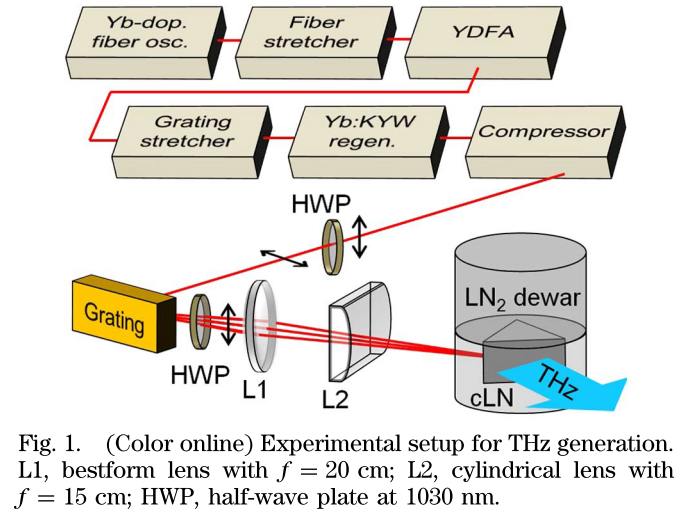 Yb-dop.
fiber osc.
Fiber
stretcher
YDFA
Grating
stretcher
Yb:KYW
regen.
Compressor
HWP
Grating
HWP
L1
L2
LN₂ dewar
cLN
THz
Fig. 1. (Color online) Experimental setup for THz generation.
L1, bestform lens with f = 20 cm; L2, cylindrical lens with
f = 15 cm; HWP, half-wave plate at 1030 nm.